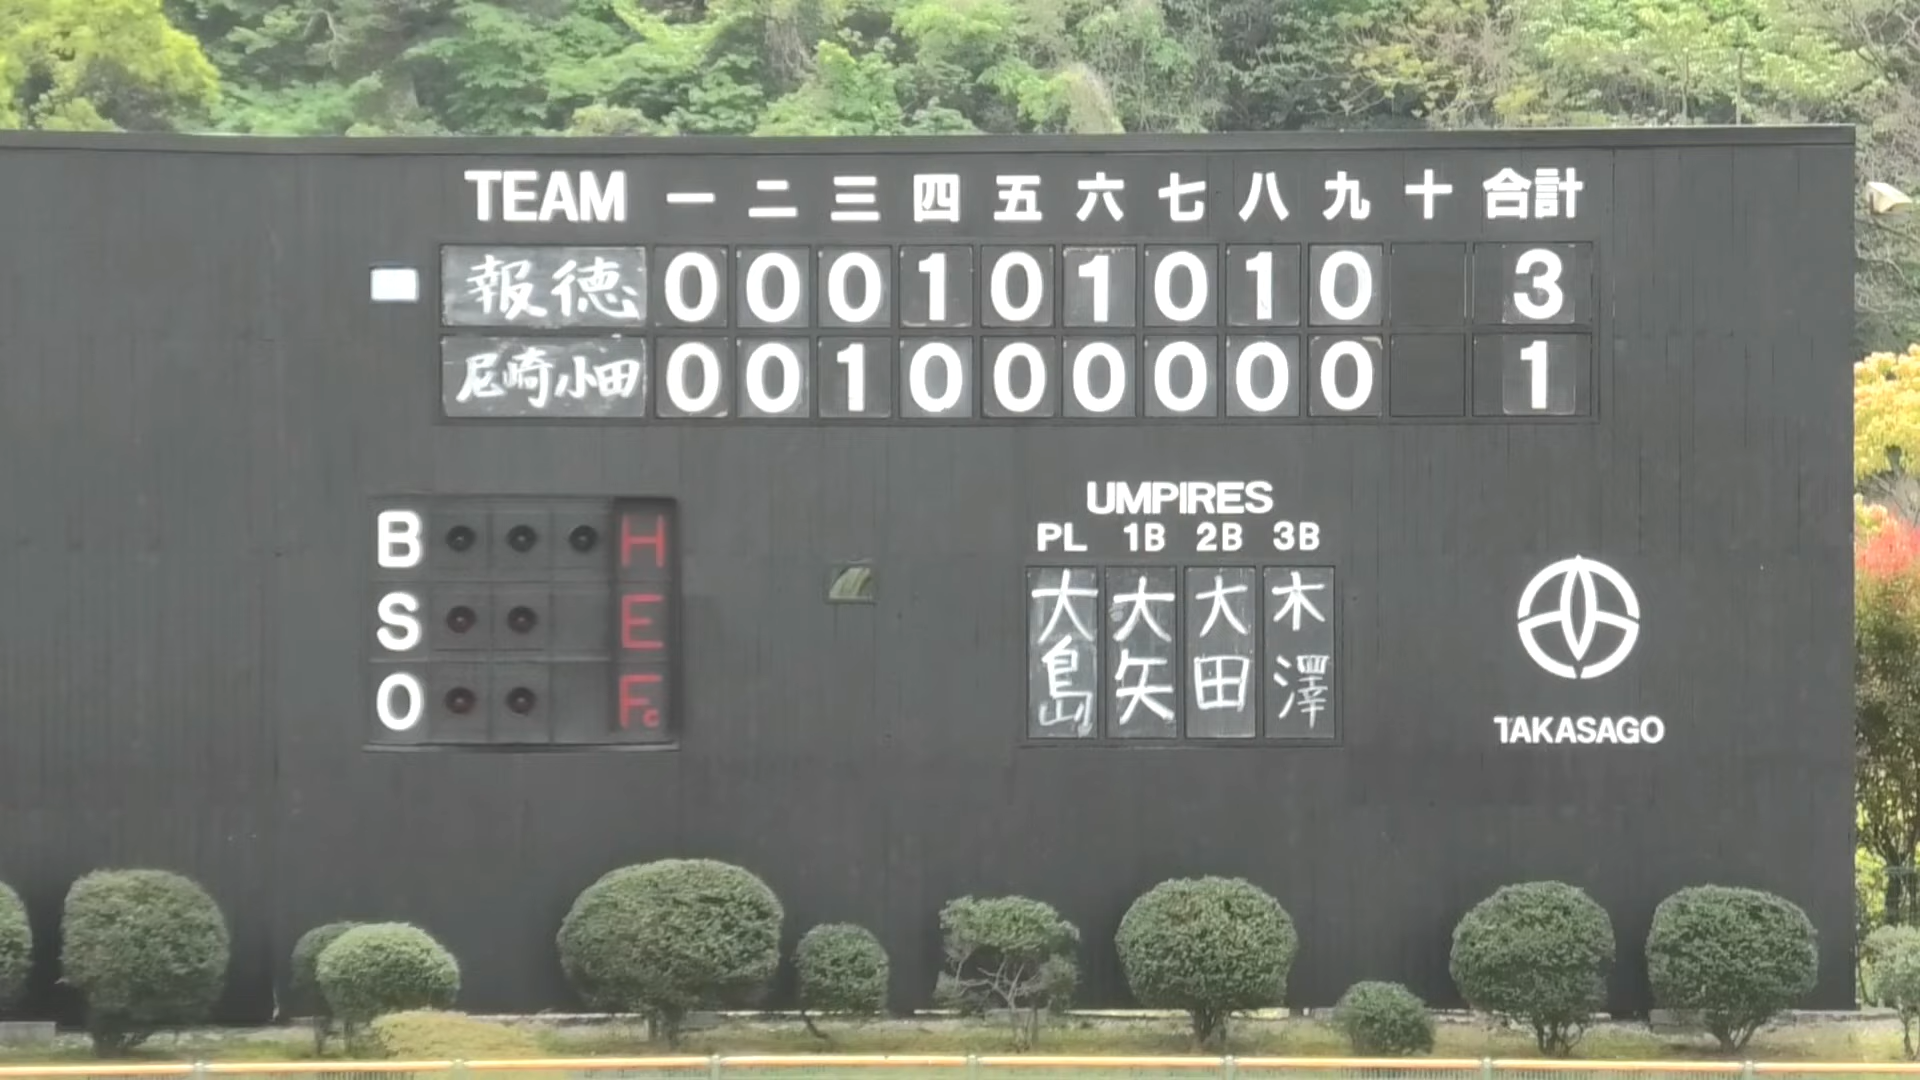 TEAM 一 二 三 四 五 六 七 八 九 十 合計
報徳 0 0 0 1 0 1 0 1 0 3
尼崎小田 0 0 1 0 0 0 0 0 0 1
UMPIRES
PL 1B 2B 3B
大島 大矢 大田 木澤
B H
S E
O Fc
TAKASAGO